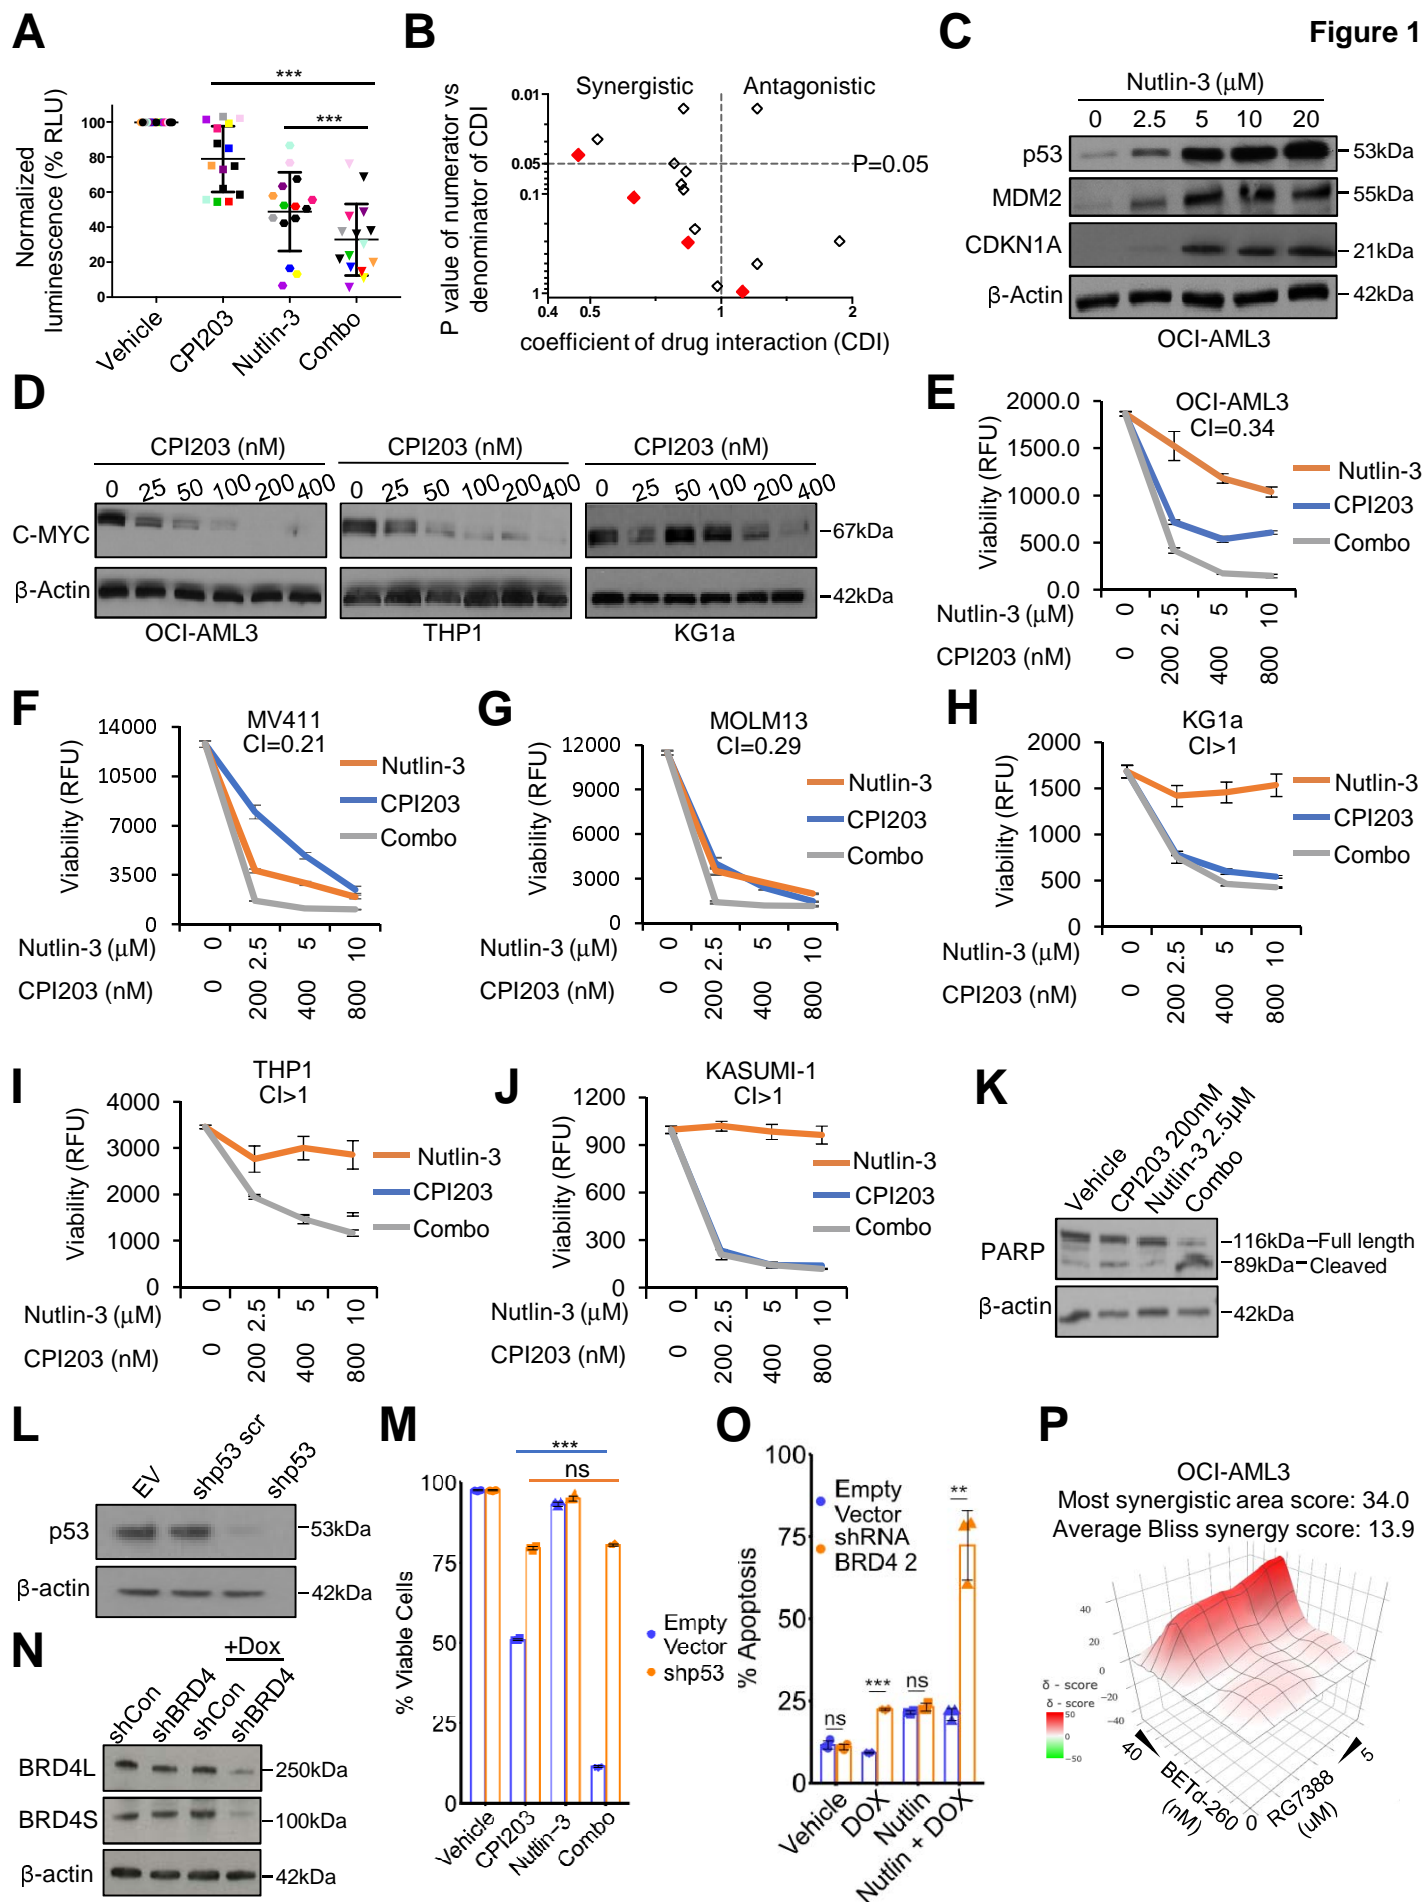 Figure 1
A
***
***
Normalized
luminescence (% RLU)
100
80
60
40
20
0
Vehicle
CPI203
Nutlin-3
Combo
B
Synergistic
Antagonistic
P value of numerator vs
denominator of CDI
0.01
0.05
0.1
1
P=0.05
0.4
0.5
1
2
coefficient of drug interaction (CDI)
C
Nutlin-3 (μM)
0 2.5 5 10 20
p53
53kDa
MDM2
55kDa
CDKN1A
21kDa
β-Actin
42kDa
OCI-AML3
D
CPI203 (nM)
CPI203 (nM)
CPI203 (nM)
0 25 50 100 200 400
0 25 50 100 200 400
0 25 50 100 200 400
C-MYC
67kDa
β-Actin
42kDa
OCI-AML3
THP1
KG1a
E
OCI-AML3
CI=0.34
Viability (RFU)
2000.0
1500.0
1000.0
500.0
0.0
Nutlin-3
CPI203
Combo
Nutlin-3 (μM)
0 2.5 5 10
CPI203 (nM)
0 200 400 800
F
MV411
CI=0.21
Viability (RFU)
14000
10500
7000
3500
0
Nutlin-3
CPI203
Combo
Nutlin-3 (μM)
0 2.5 5 10
CPI203 (nM)
0 200 400 800
G
MOLM13
CI=0.29
Viability (RFU)
12000
9000
6000
3000
0
Nutlin-3
CPI203
Combo
Nutlin-3 (μM)
0 2.5 5 10
CPI203 (nM)
0 200 400 800
H
KG1a
CI>1
Viability (RFU)
2000
1500
1000
500
0
Nutlin-3
CPI203
Combo
Nutlin-3 (μM)
0 2.5 5 10
CPI203 (nM)
0 200 400 800
I
THP1
CI>1
Viability (RFU)
4000
3000
2000
1000
0
Nutlin-3
CPI203
Combo
Nutlin-3 (μM)
0 2.5 5 10
CPI203 (nM)
0 200 400 800
J
KASUMI-1
CI>1
Viability (RFU)
1200
900
600
300
0
Nutlin-3
CPI203
Combo
Nutlin-3 (μM)
0 2.5 5 10
CPI203 (nM)
0 200 400 800
K
Vehicle
CPI203 200nM
Nutlin-3 2.5μM
Combo
PARP
116kDa Full length
89kDa Cleaved
β-actin
42kDa
L
EV
shp53 scr
shp53
p53
53kDa
β-actin
42kDa
M
***
ns
% Viable Cells
100
75
50
25
0
Empty
Vector
shp53
Vehicle
CPI203
Nutlin-3
Combo
N
+Dox
shCon
shBRD4
shCon
shBRD4
BRD4L
250kDa
BRD4S
100kDa
β-actin
42kDa
O
% Apoptosis
100
75
50
25
0
Empty
Vector
shRNA
BRD4 2
ns
***
ns
**
Vehicle
DOX
Nutlin
Nutlin + DOX
P
OCI-AML3
Most synergistic area score: 34.0
Average Bliss synergy score: 13.9
40
20
0
-20
-40
δ - score
δ - score
50
0
-50
40
BETd-260
(nM)
0
RG7388
(uM)
5